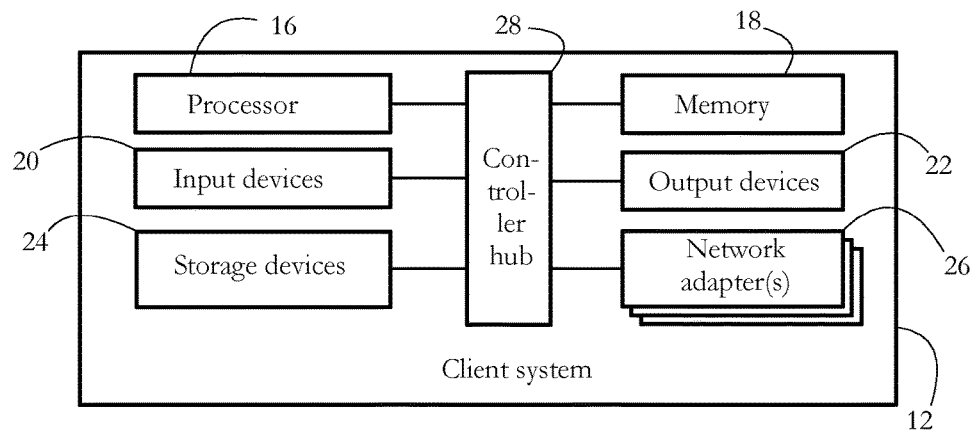 16
28
18
Processor
Memory
20
Input devices
Con-
trol-
ler
hub
Output devices
22
24
Storage devices
Network
adapter(s)
26
Client system
12